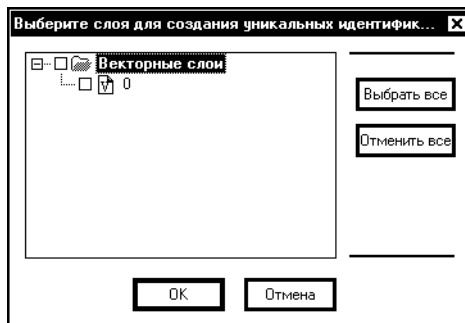 Выберите слоя для создания уникальных идентифик...
Векторные слои
0
Выбрать все
Отменить все
OK
Отмена